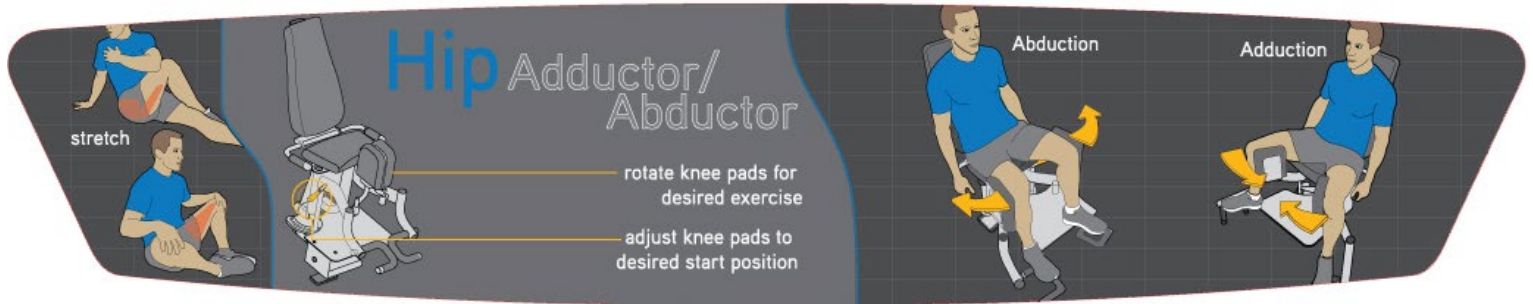 stretch
Hip Adductor/
Abductor
rotate knee pads for
desired exercise
adjust knee pads to
desired start position
Abduction
Adduction